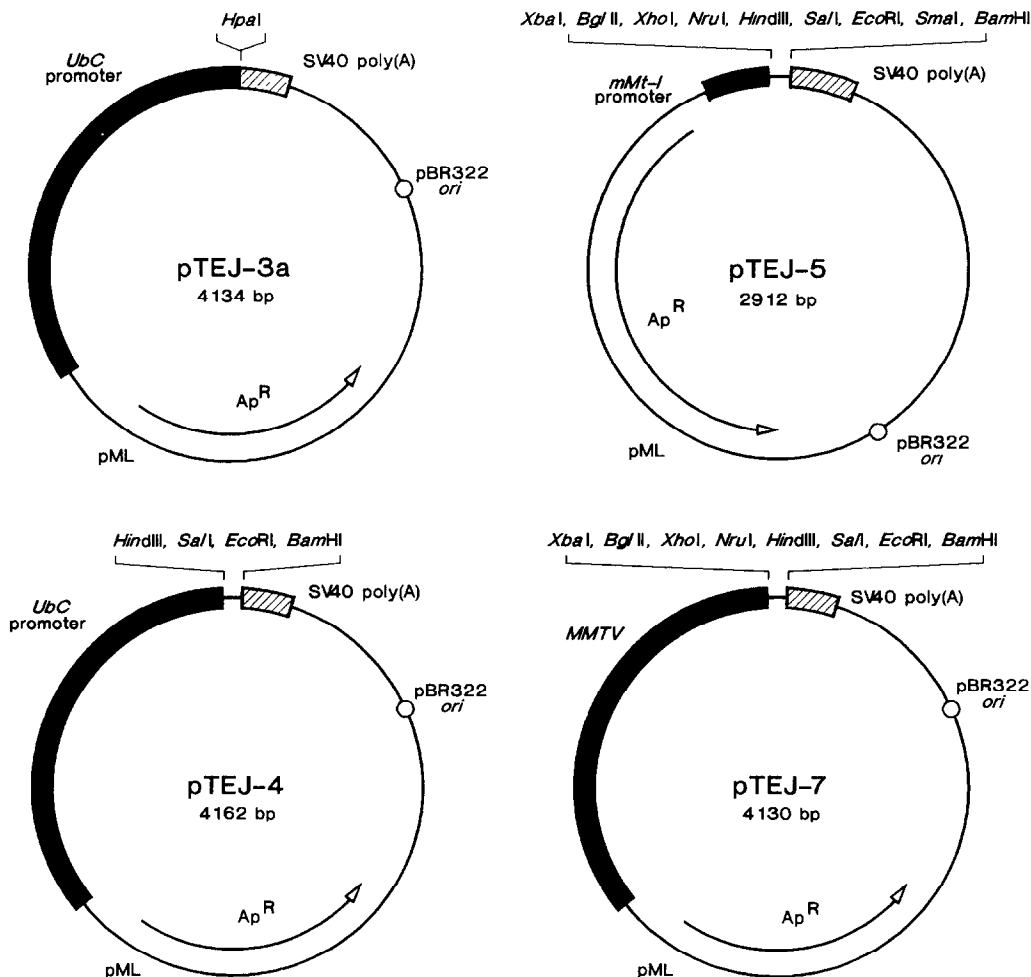 HpaI
UbC
promoter
SV40 poly(A)
pBR322
ori
pTEJ-3a
4134 bp
ApR
pML
XbaI, BglII, XhoI, NruI, HindIII, SalI, EcoRI, SmaI, BamHI
mMt-I
promoter
SV40 poly(A)
pTEJ-5
2912 bp
ApR
pML
pBR322
ori
HindIII, SalI, EcoRI, BamHI
UbC
promoter
SV40 poly(A)
pBR322
ori
pTEJ-4
4162 bp
ApR
pML
XbaI, BglII, XhoI, NruI, HindIII, SalI, EcoRI, BamHI
SV40 poly(A)
MMTV
pBR322
ori
pTEJ-7
4130 bp
ApR
pML